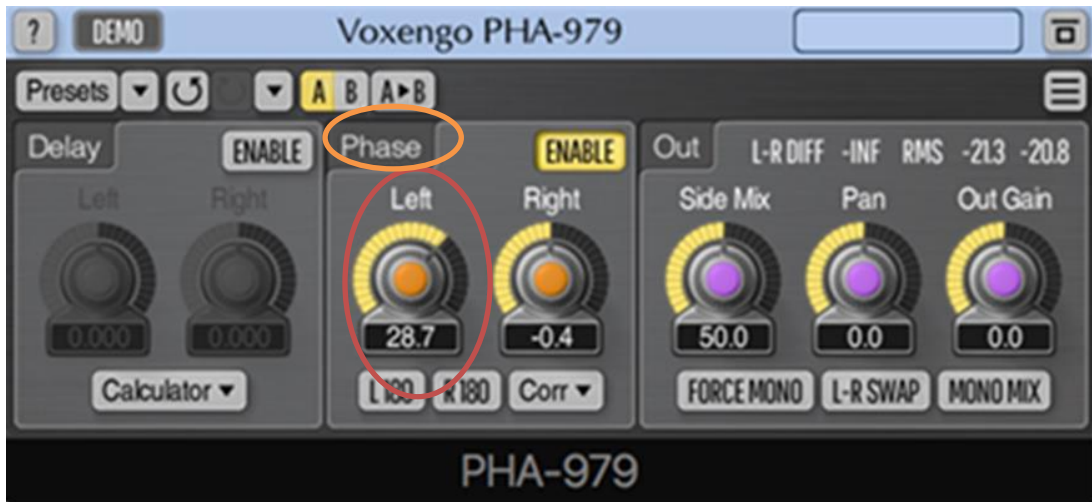 ? DEMO Voxengo PHA-979
Presets A B A▸B
Delay ENABLE Phase ENABLE Out L-R DIFF -INF RMS -21.3 -20.8
Left Right Left Right Side Mix Pan Out Gain
0.000 0.000 28.7 -0.4 50.0 0.0 0.0
Calculator ▾ L180 R180 Corr ▾ FORCE MONO L-R SWAP MONO MIX
PHA-979